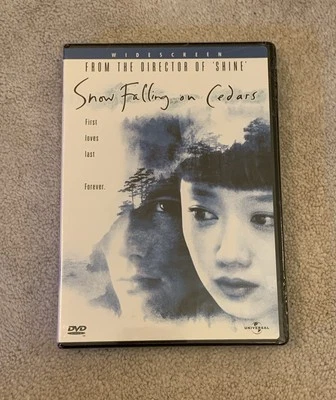 WIDESCREEN
FROM THE DIRECTOR OF 'SHINE'
Snow Falling on Cedars
First
loves
last
Forever.
DVD
UNIVERSAL